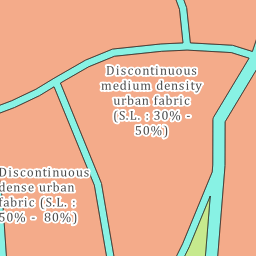 Discontinuous
medium density
urban fabric
(S.L. : 30% -
50%)
Discontinuous
dense urban
fabric (S.L. :
50% -  80%)